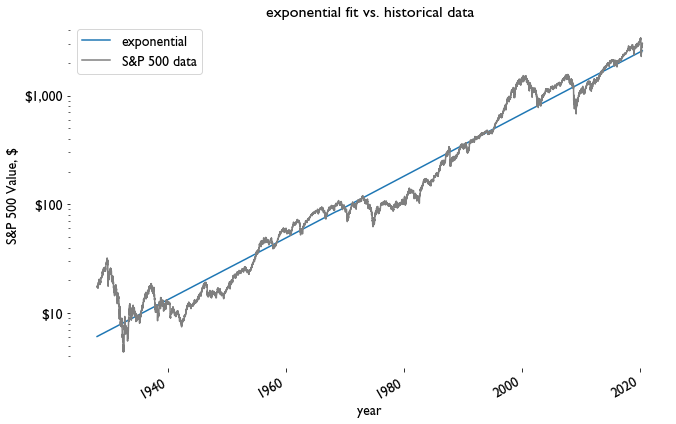 exponential fit vs. historical data
exponential
S&P 500 data
$1,000
$100
$10
S&P 500 Value, $
1940
1960
1980
2000
2020
year